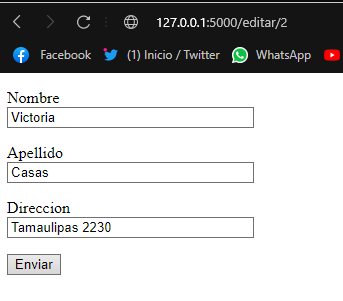 127.0.0.1:5000/editar/2
Facebook (1) Inicio / Twitter WhatsApp
Nombre
Victoria
Apellido
Casas
Direccion
Tamaulipas 2230
Enviar